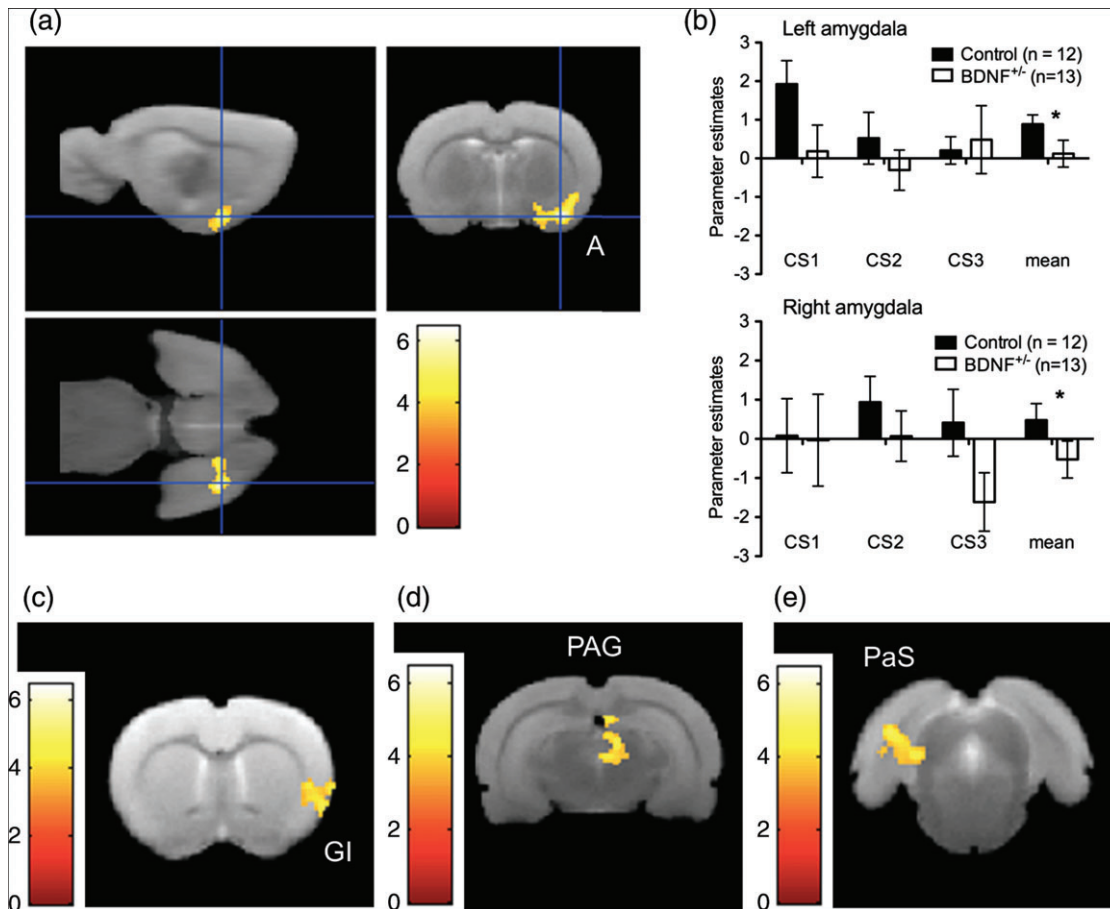 (a)
A
6
4
2
0
(b)
Left amygdala
3
2
1
0
-1
-2
-3
Parameter estimates
Control (n = 12)
BDNF+/- (n=13)
*
CS1 CS2 CS3 mean
Right amygdala
3
2
1
0
-1
-2
-3
Parameter estimates
Control (n = 12)
BDNF+/- (n=13)
*
CS1 CS2 CS3 mean
(c)
6
4
2
0
GI
(d)
PAG
6
4
2
0
(e)
PaS
6
4
2
0